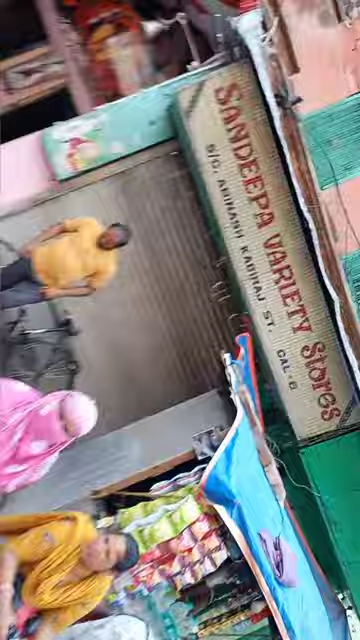 SANDEEPA VARIETY Stores
5/C, ABINASH KABIRAJ ST. CAL-6